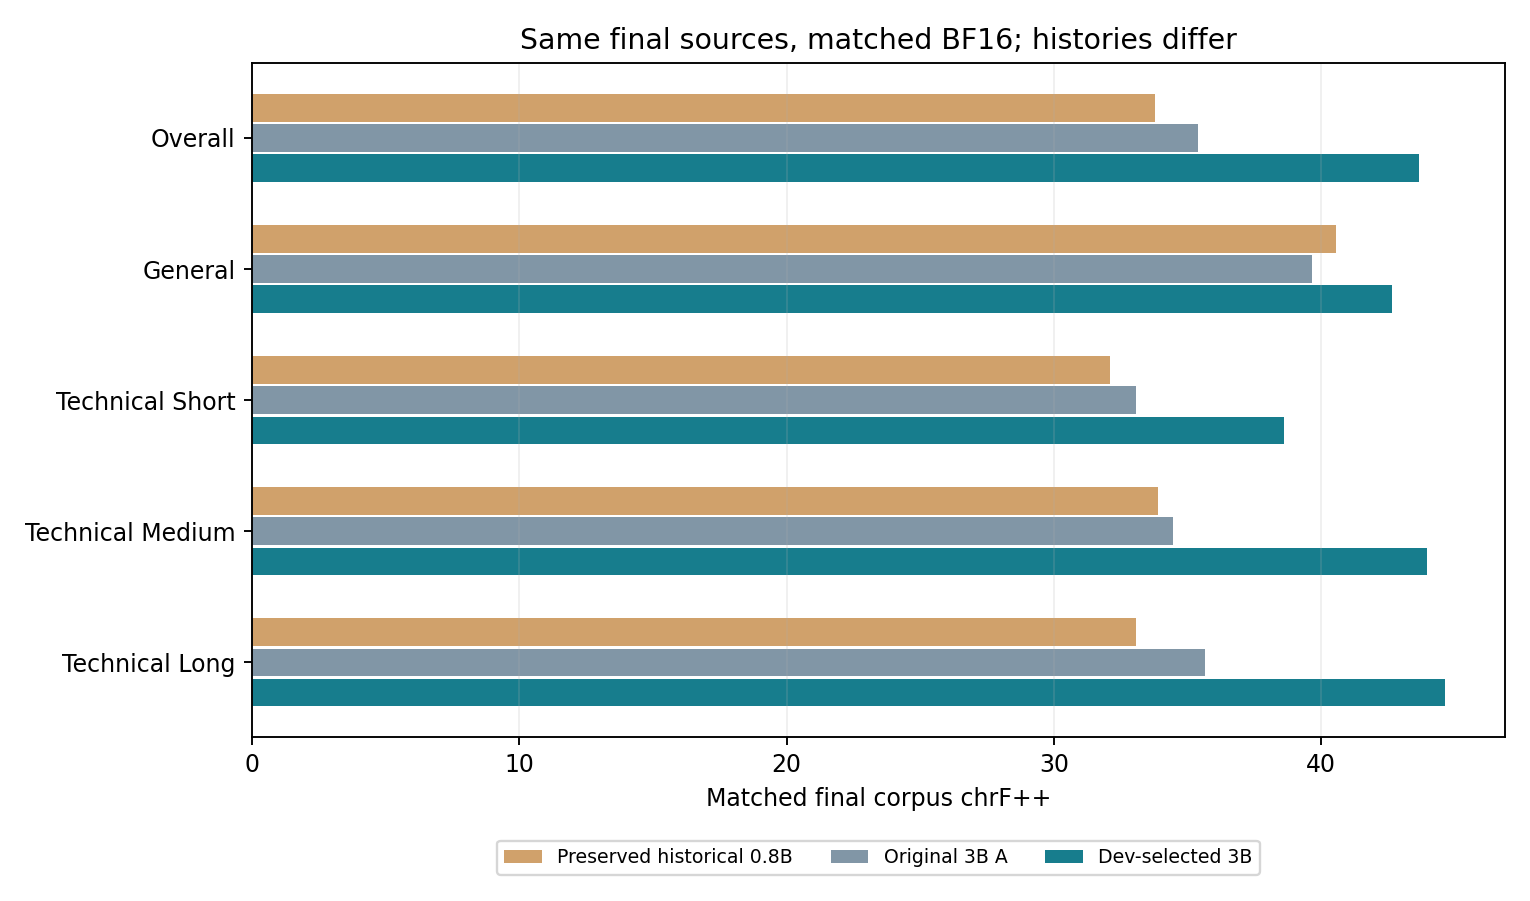 Same final sources, matched BF16; histories differ
Overall
General
Technical Short
Technical Medium
Technical Long
0 10 20 30 40
Matched final corpus chrF++
Preserved historical 0.8B Original 3B A Dev-selected 3B